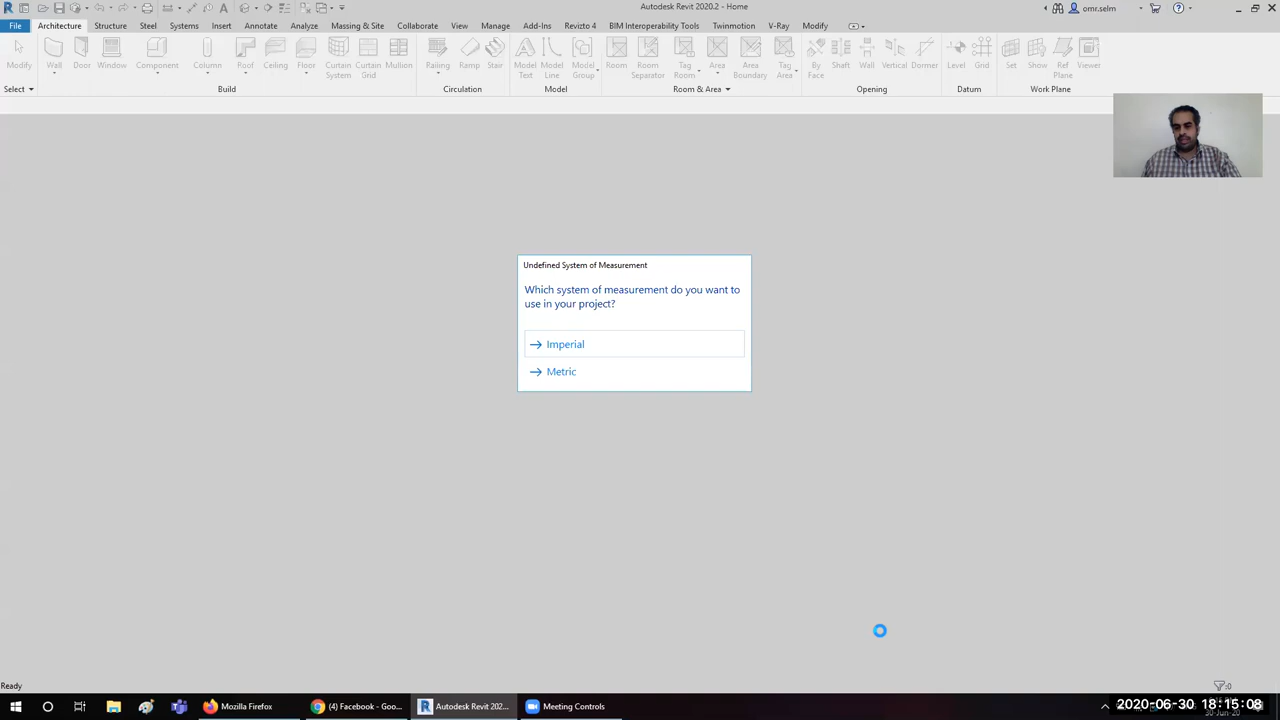 Autodesk Revit 2020.2 - Home
omr.selm
File Architecture Structure Steel Systems Insert Annotate Analyze Massing & Site Collaborate View Manage Add-Ins Revizto 4 BIM Interoperability Tools Twinmotion V-Ray Modify
Modify Wall Door Window Component Column Roof Ceiling Floor Curtain System Curtain Grid Mullion Railing Ramp Stair Model Text Model Line Model Group Room Room Separator Tag Room Area Area Boundary Tag Area By Face Shaft Wall Vertical Dormer Level Grid Set Show Ref Plane Viewer
Select Build Circulation Model Room & Area Opening Datum Work Plane
Undefined System of Measurement
Which system of measurement do you want to
use in your project?
Imperial
Metric
Ready
:0
Mozilla Firefox (4) Facebook - Goo... Autodesk Revit 202... Meeting Controls
2020-06-30 18:15:08
30-Jun-20